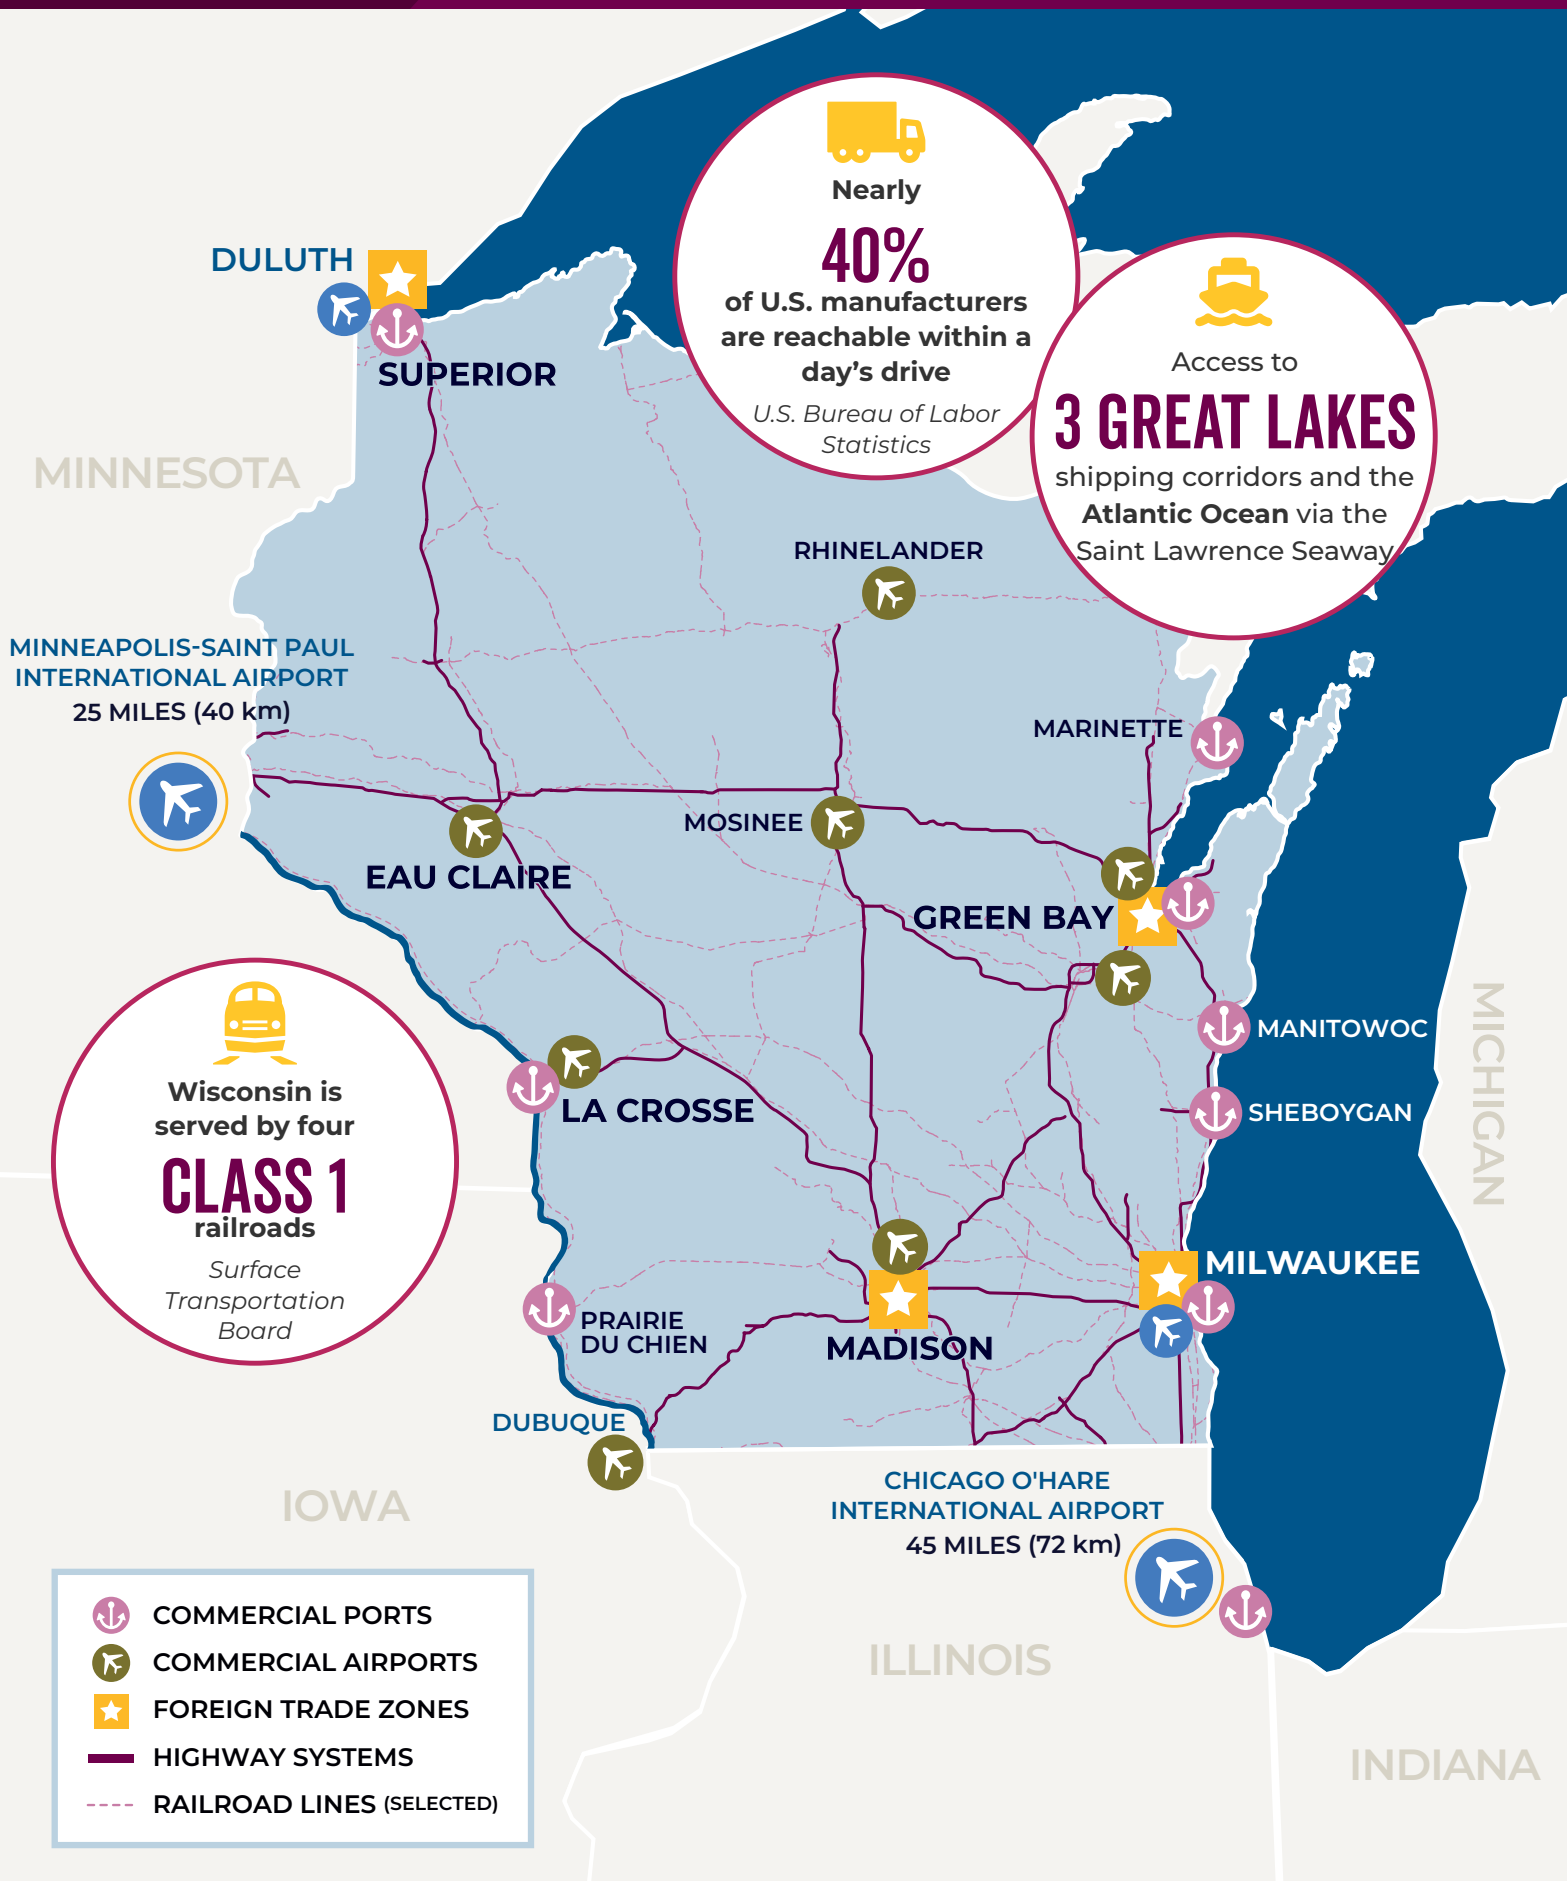 Nearly
40%
of U.S. manufacturers
are reachable within a
day’s drive
U.S. Bureau of Labor
Statistics
Access to
3 GREAT LAKES
shipping corridors and the
Atlantic Ocean via the
Saint Lawrence Seaway
DULUTH
SUPERIOR
MINNESOTA
RHINELANDER
MINNEAPOLIS-SAINT PAUL
INTERNATIONAL AIRPORT
25 MILES (40 km)
MARINETTE
MOSINEE
EAU CLAIRE
GREEN BAY
MICHIGAN
MANITOWOC
Wisconsin is
served by four
CLASS 1
railroads
Surface
Transportation
Board
LA CROSSE
SHEBOYGAN
MILWAUKEE
PRAIRIE
DU CHIEN
MADISON
DUBUQUE
IOWA
CHICAGO O'HARE
INTERNATIONAL AIRPORT
45 MILES (72 km)
ILLINOIS
INDIANA
COMMERCIAL PORTS
COMMERCIAL AIRPORTS
FOREIGN TRADE ZONES
HIGHWAY SYSTEMS
RAILROAD LINES (SELECTED)